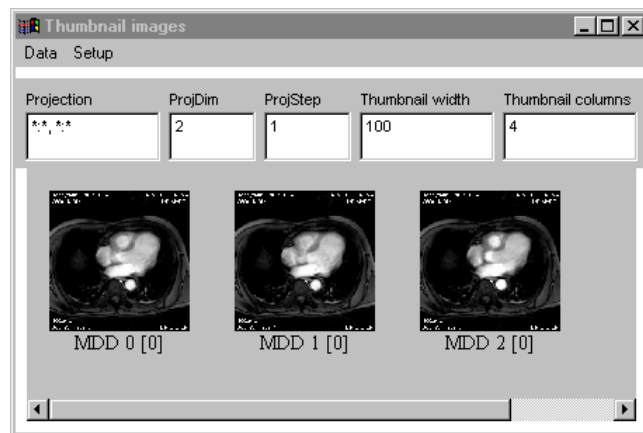 Thumbnail images
Data Setup
Projection ProjDim ProjStep Thumbnail width Thumbnail columns
*:*, *:* 2 1 100 4
MDD 0 [0] MDD 1 [0] MDD 2 [0]